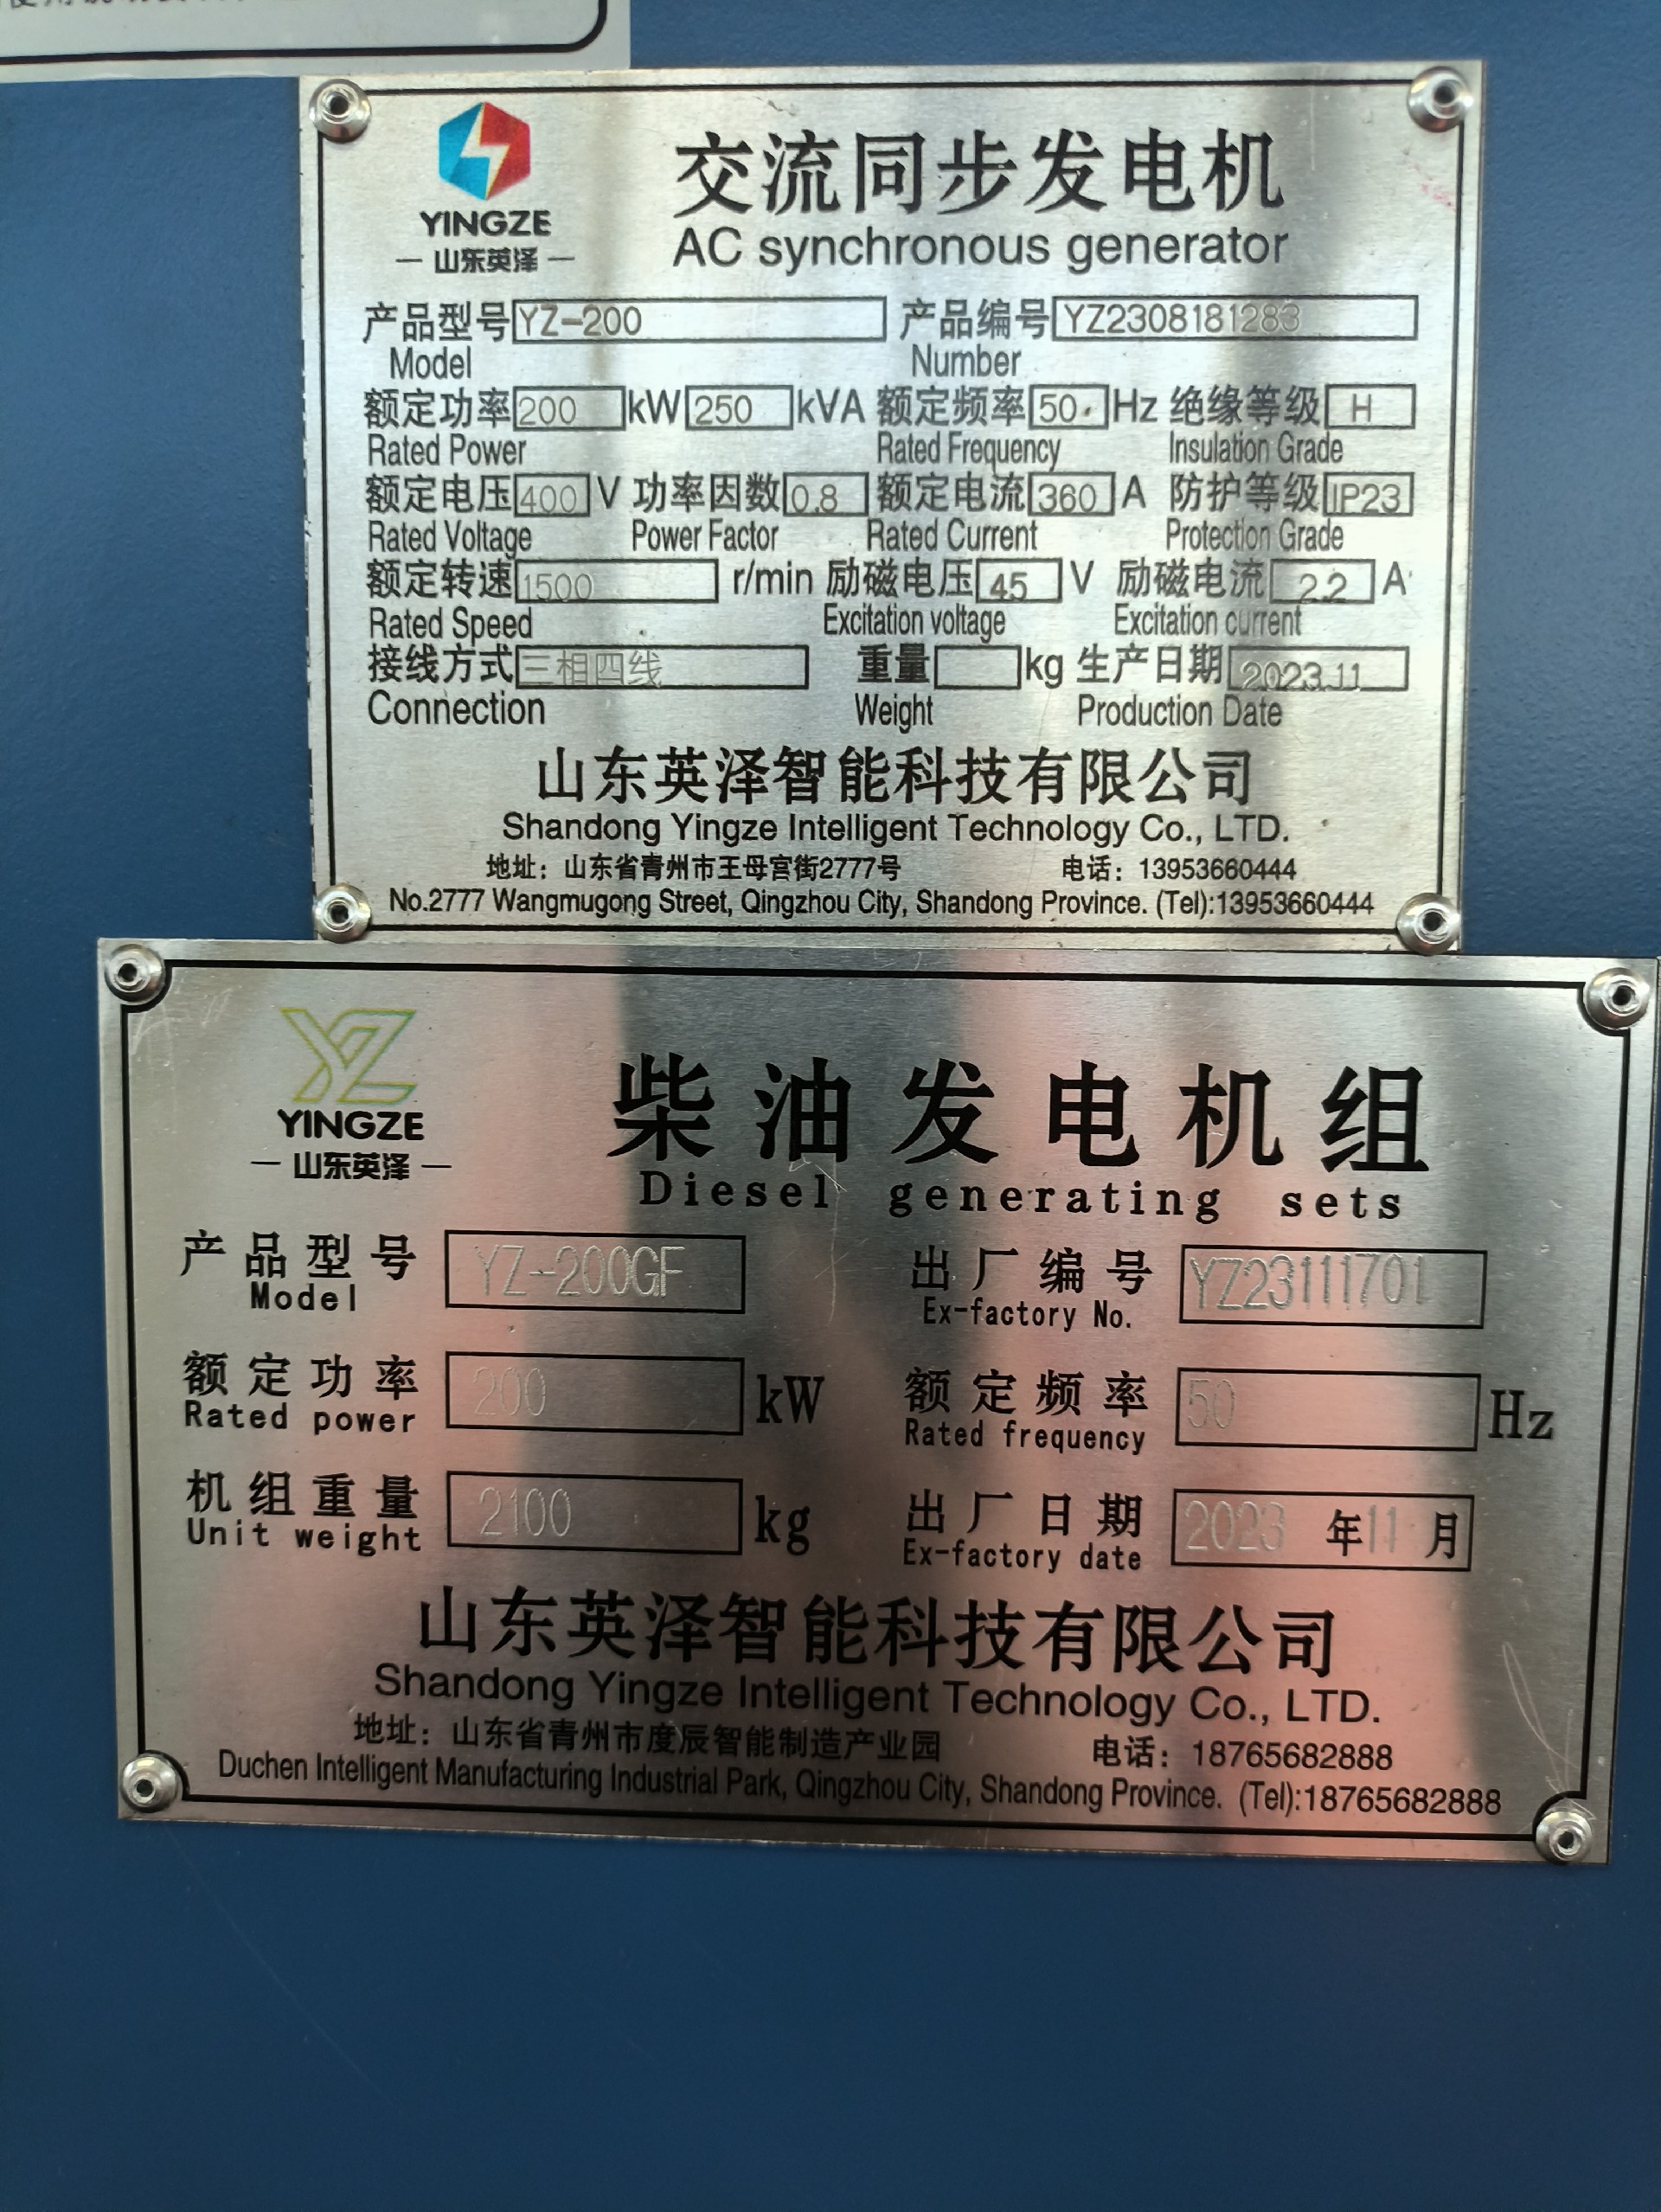 YINGZE
山东英泽
交流同步发电机
AC synchronous generator
产品型号 YZ-200 产品编号 YZ2308181283
Model Number
额定功率 200 kW 250 kVA 额定频率 50 Hz 绝缘等级 H
Rated Power Rated Frequency Insulation Grade
额定电压 400 V 功率因数 0.8 额定电流 360 A 防护等级 IP23
Rated Voltage Power Factor Rated Current Protection Grade
额定转速 1500 r/min 励磁电压 45 V 励磁电流 2.2 A
Rated Speed Excitation voltage Excitation current
接线方式 三相四线 重量 kg 生产日期 2023.11
Connection Weight Production Date
山东英泽智能科技有限公司
Shandong Yingze Intelligent Technology Co., LTD.
地址：山东省青州市王母宫街2777号 电话：13953660444
No.2777 Wangmugong Street, Qingzhou City, Shandong Province. (Tel):13953660444
YZ
YINGZE
山东英泽
柴油发电机组
Diesel generating sets
产品型号 YZ-200GF 出厂编号 YZ23111701
Model Ex-factory No.
额定功率 200 kW 额定频率 50 Hz
Rated power Rated frequency
机组重量 2100 kg 出厂日期 2023 年 11 月
Unit weight Ex-factory date
山东英泽智能科技有限公司
Shandong Yingze Intelligent Technology Co., LTD.
地址：山东省青州市度辰智能制造产业园 电话：18765682888
Duchen Intelligent Manufacturing Industrial Park, Qingzhou City, Shandong Province. (Tel):18765682888